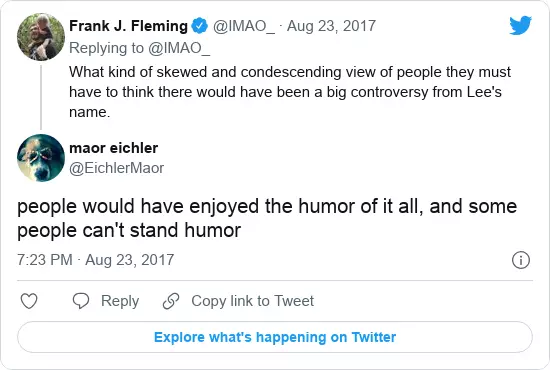 Frank J. Fleming @IMAO_ · Aug 23, 2017
Replying to @IMAO_
What kind of skewed and condescending view of people they must
have to think there would have been a big controversy from Lee's
name.
maor eichler
@EichlerMaor
people would have enjoyed the humor of it all, and some
people can't stand humor
7:23 PM · Aug 23, 2017
Reply Copy link to Tweet
Explore what's happening on Twitter